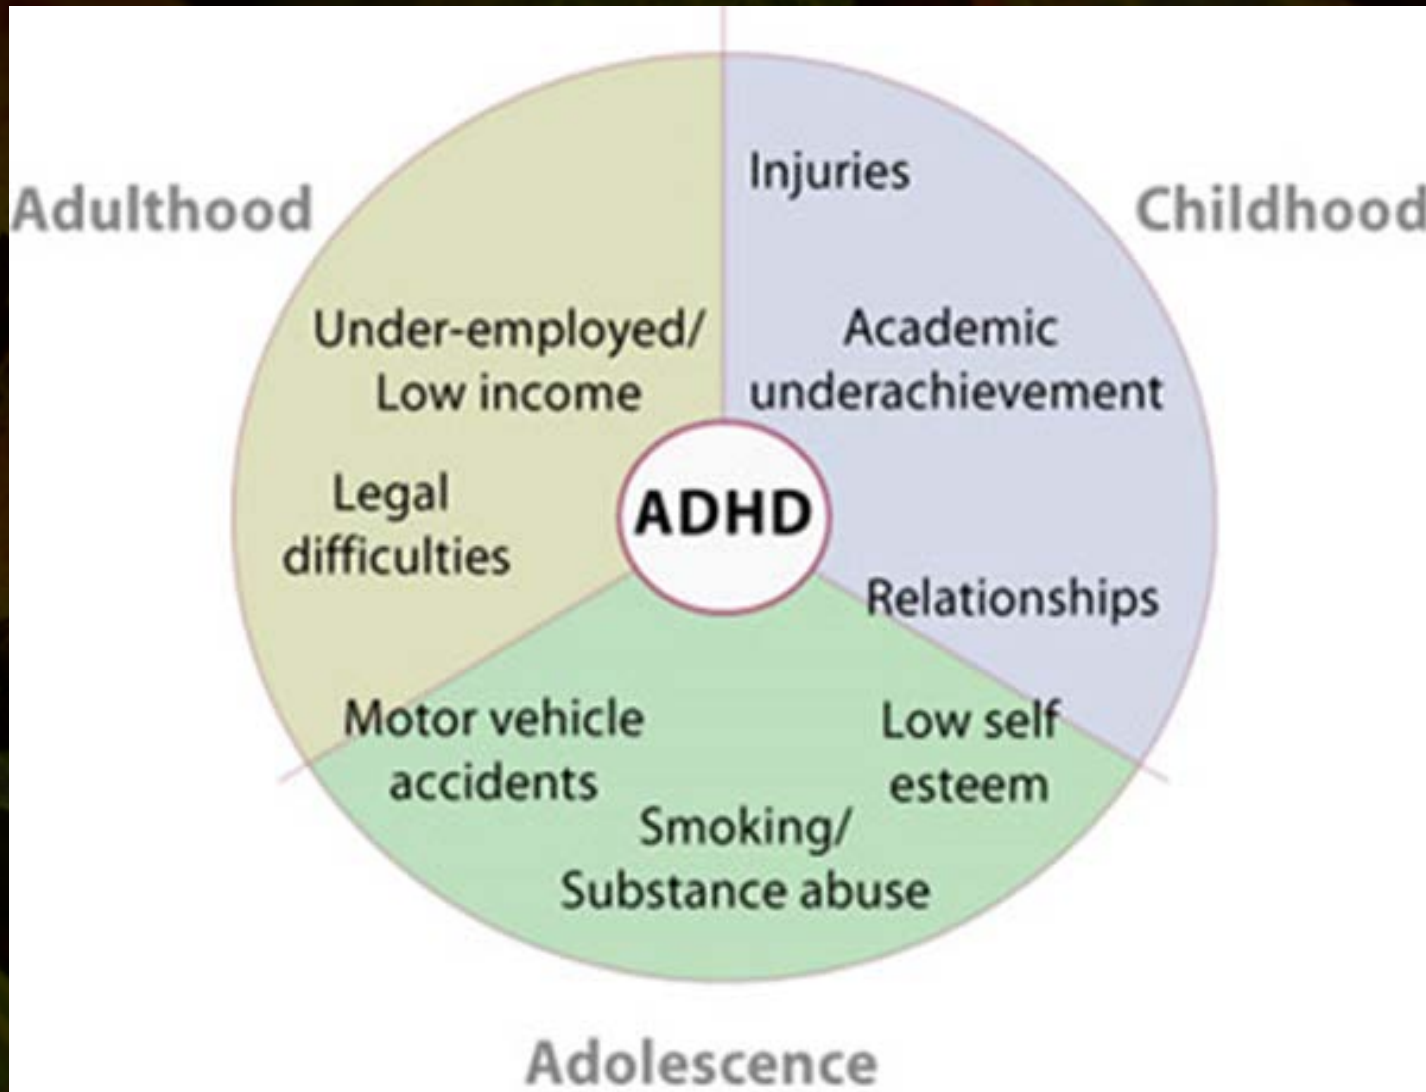 Adulthood
Childhood
Injuries
Academic
underachievement
Relationships
Under-employed/
Low income
Legal
difficulties
ADHD
Motor vehicle
accidents
Low self
esteem
Smoking/
Substance abuse
Adolescence